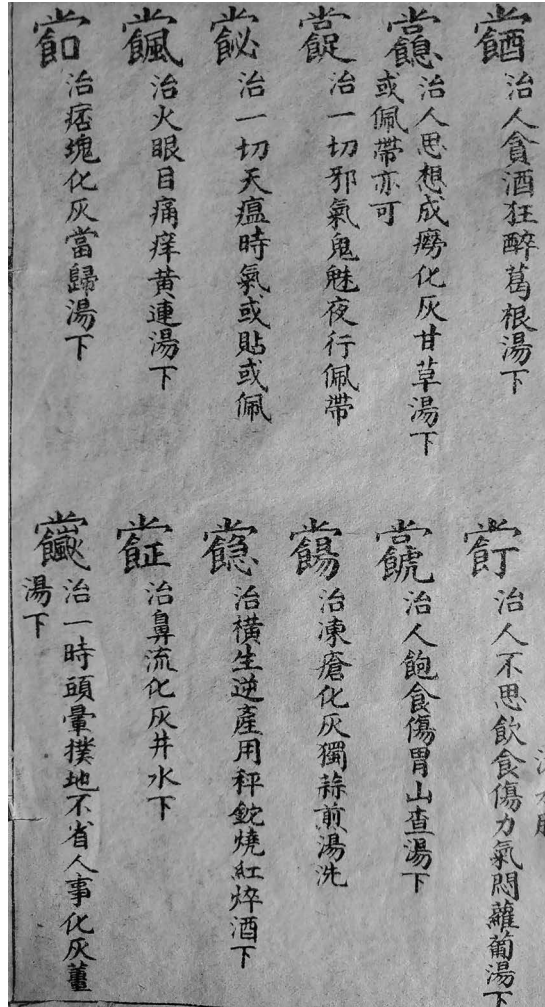 治人貪酒狂醉葛根湯下
治人思想成癆化灰甘草湯下
或佩帶亦可
治一切邪氣鬼魅夜行佩帶
治一切天瘟時氣或貼或佩
治火眼目痛痒黄連湯下
治痞塊化灰當歸湯下
治人不思飲食傷力氣悶蘿蔔湯下
治人飽食傷胃山查湯下
治凍瘡化灰獨蒜煎湯洗
治橫生逆產用秤鉈燒紅焠酒下
治鼻流化灰井水下
治一時頭暈撲地不省人事化灰薑
湯下